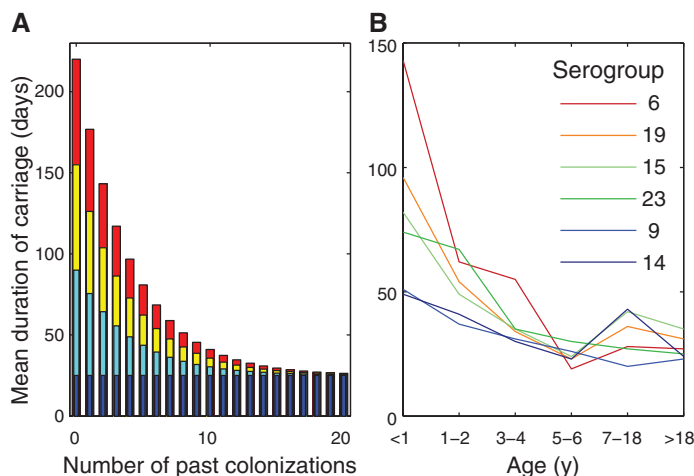 A
Mean duration of carriage (days)
200
150
100
50
0
0 10 20
Number of past colonizations
B
150
100
50
0
Serogroup
6
19
15
23
9
14
<1 1–2 3–4 5–6 7–18 >18
Age (y)